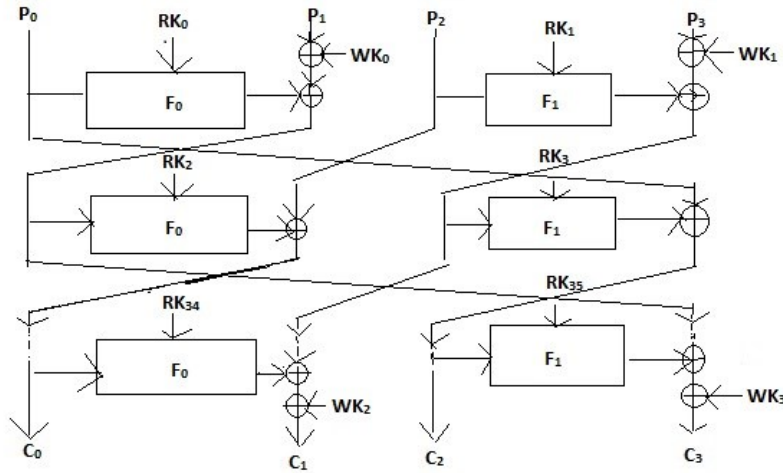 P0 P1 P2 P3
RK0 RK1
WK0 WK1
F0 F1
RK2 RK3
F0 F1
RK34 RK35
F0 F1
WK2 WK3
C0 C1 C2 C3